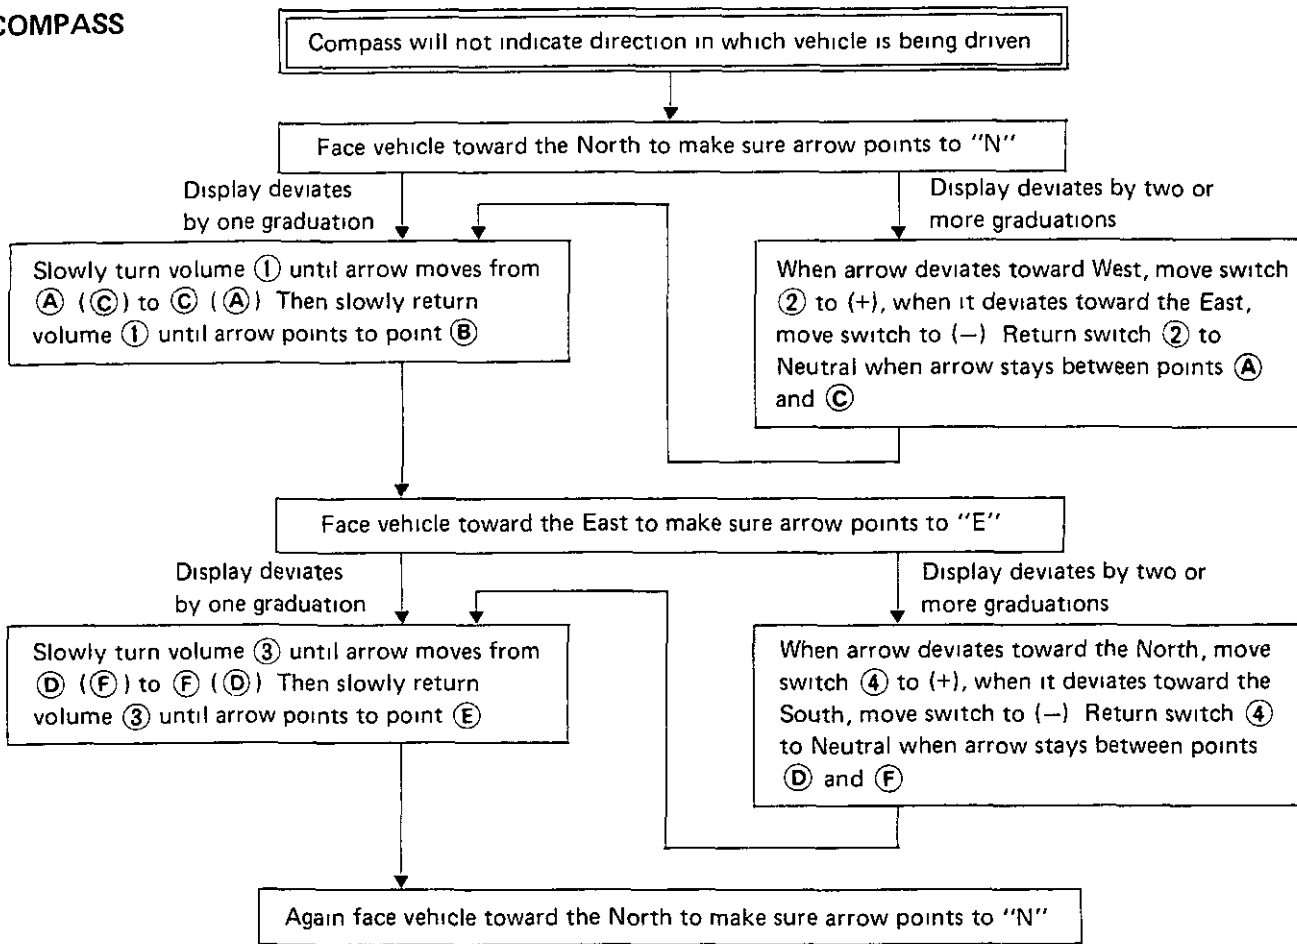 COMPASS
Compass will not indicate direction in which vehicle is being driven
Face vehicle toward the North to make sure arrow points to "N"
Display deviates
by one graduation
Display deviates by two or
more graduations
Slowly turn volume ① until arrow moves from
Ⓐ (Ⓒ) to Ⓒ (Ⓐ) Then slowly return
volume ① until arrow points to point Ⓑ
When arrow deviates toward West, move switch
② to (+), when it deviates toward the East,
move switch to (−) Return switch ② to
Neutral when arrow stays between points Ⓐ
and Ⓒ
Face vehicle toward the East to make sure arrow points to "E"
Display deviates
by one graduation
Display deviates by two or
more graduations
Slowly turn volume ③ until arrow moves from
Ⓓ (Ⓕ) to Ⓕ (Ⓓ) Then slowly return
volume ③ until arrow points to point Ⓔ
When arrow deviates toward the North, move
switch ④ to (+), when it deviates toward the
South, move switch to (−) Return switch ④
to Neutral when arrow stays between points
Ⓓ and Ⓕ
Again face vehicle toward the North to make sure arrow points to "N"